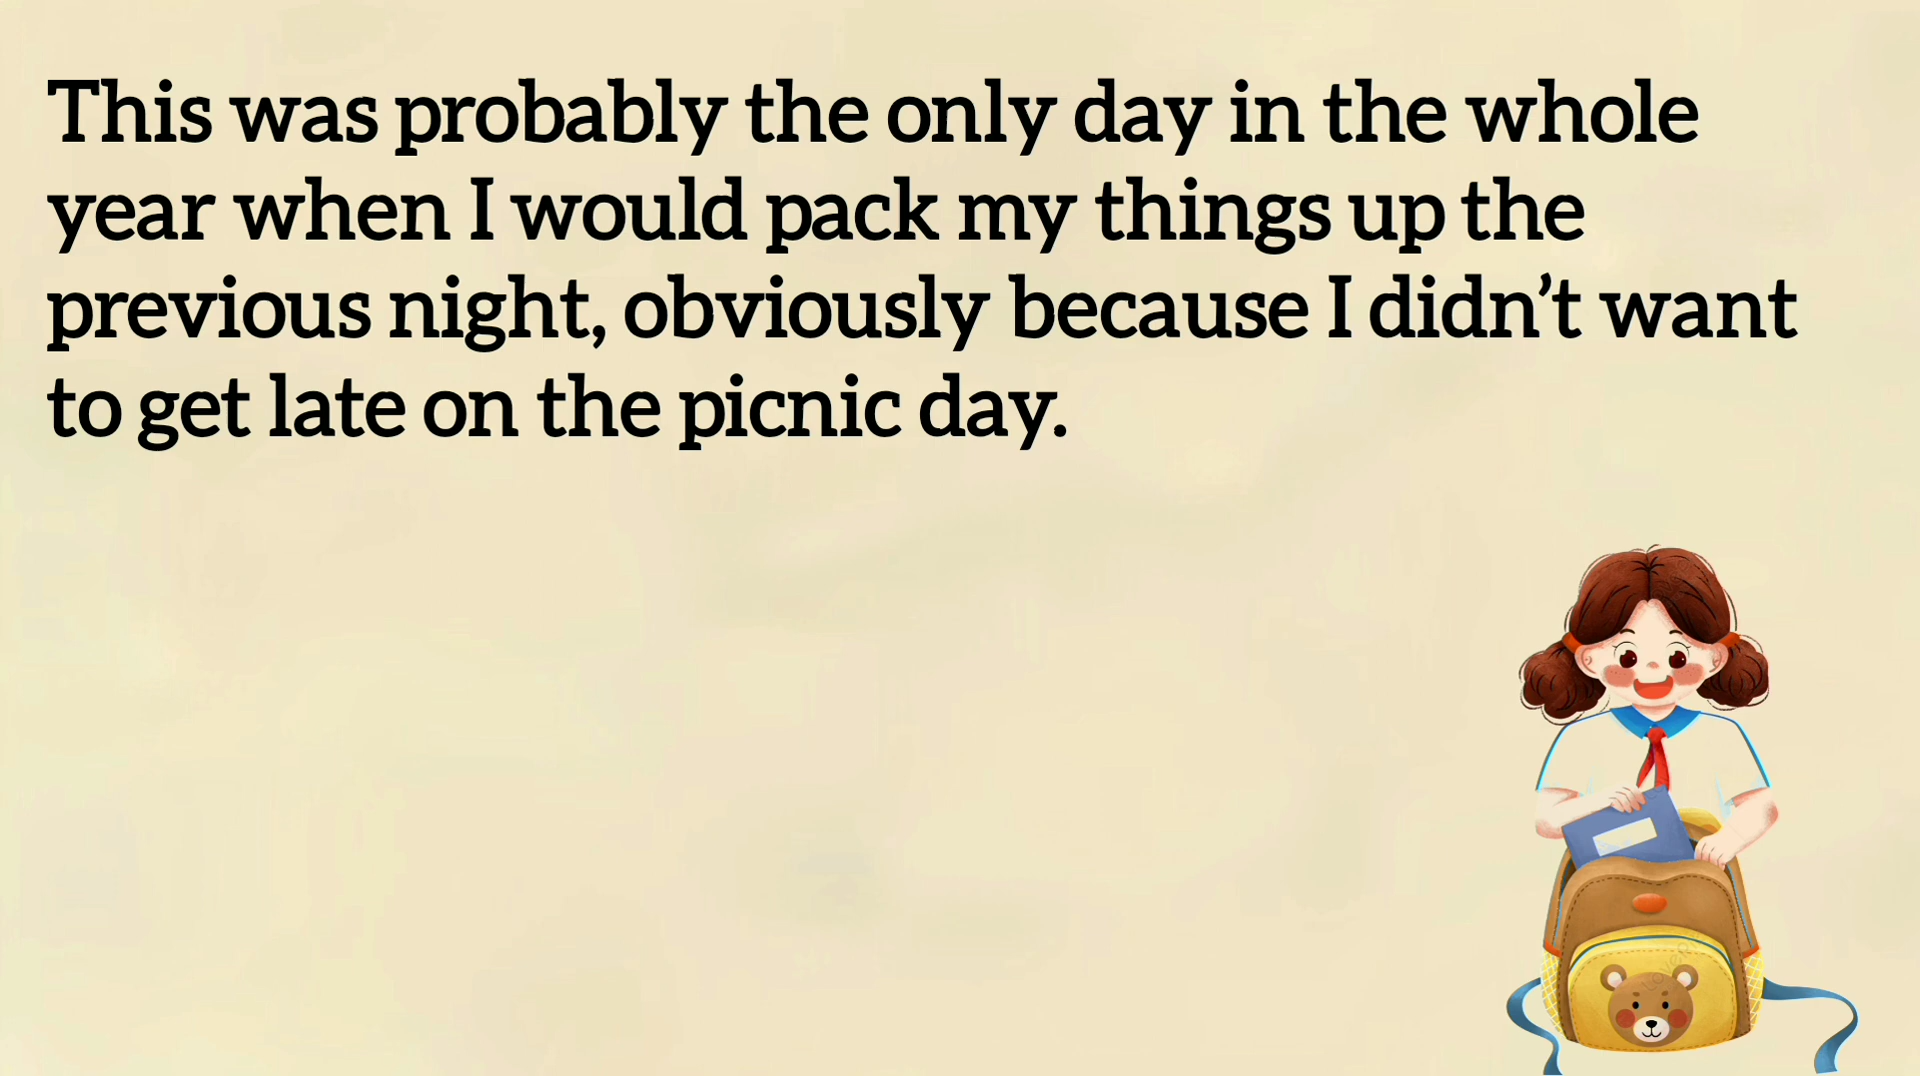 This was probably the only day in the whole
year when I would pack my things up the
previous night, obviously because I didn’t want
to get late on the picnic day.